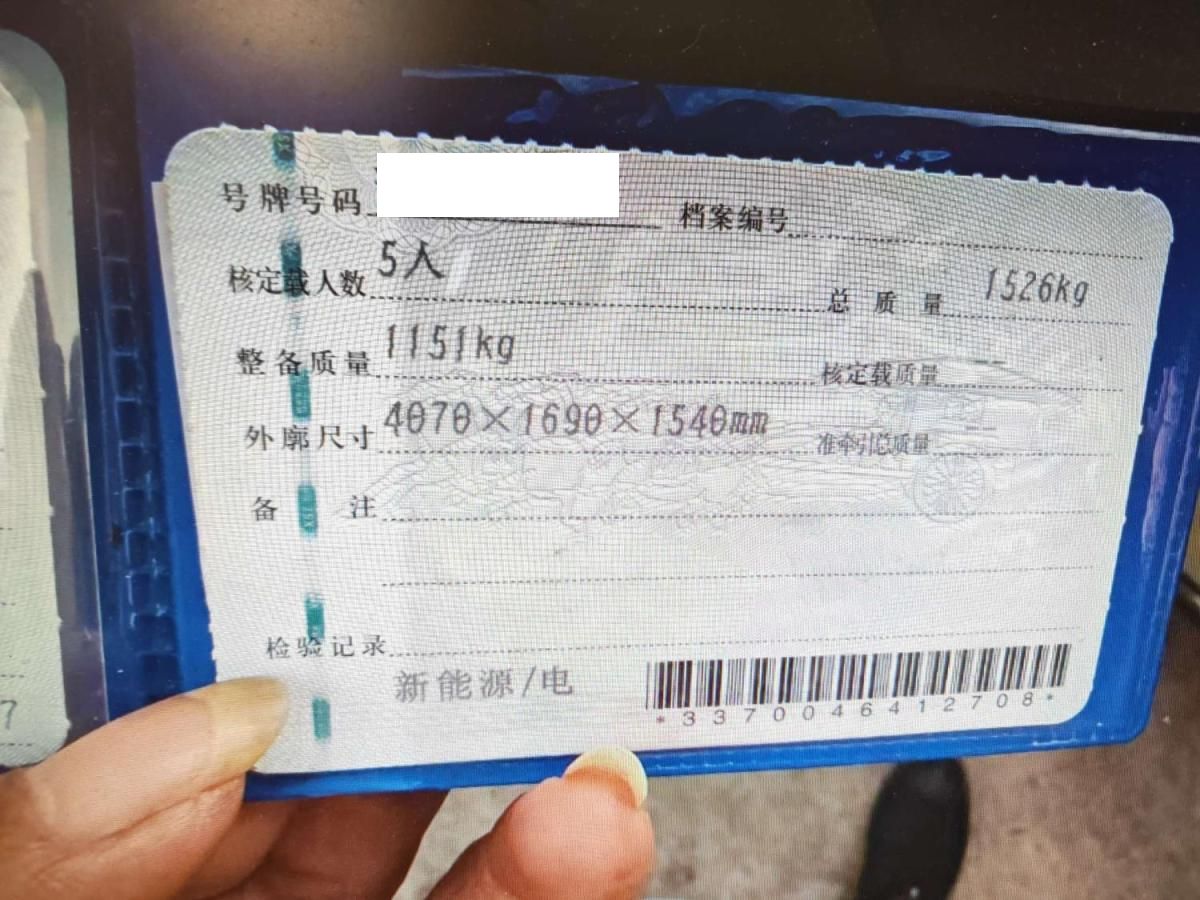 号牌号码 档案编号
核定载人数 5人 总质量 1526kg
整备质量 1151kg 核定载质量 --
外廓尺寸 4070×1690×1540mm 准牵引总质量 --
备注
检验记录
新能源/电
*3370046412708*
7